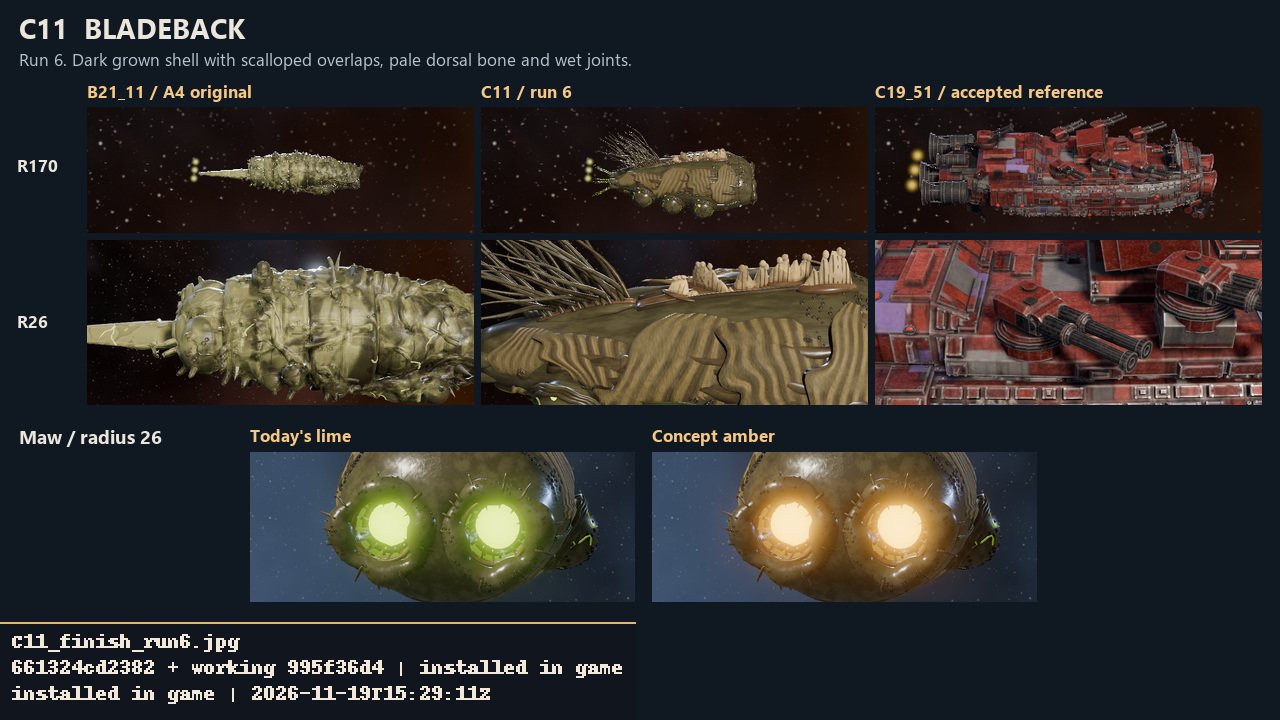 C11 BLADEBACK
Run 6. Dark grown shell with scalloped overlaps, pale dorsal bone and wet joints.
B21_11 / A4 original
C11 / run 6
C19_51 / accepted reference
R170
R26
Maw / radius 26
Today's lime
Concept amber
C11_finish_run6.jpg
661324cd2382 + working 995f36d4 | installed in game
installed in game | 2026-11-19T15:29:11Z